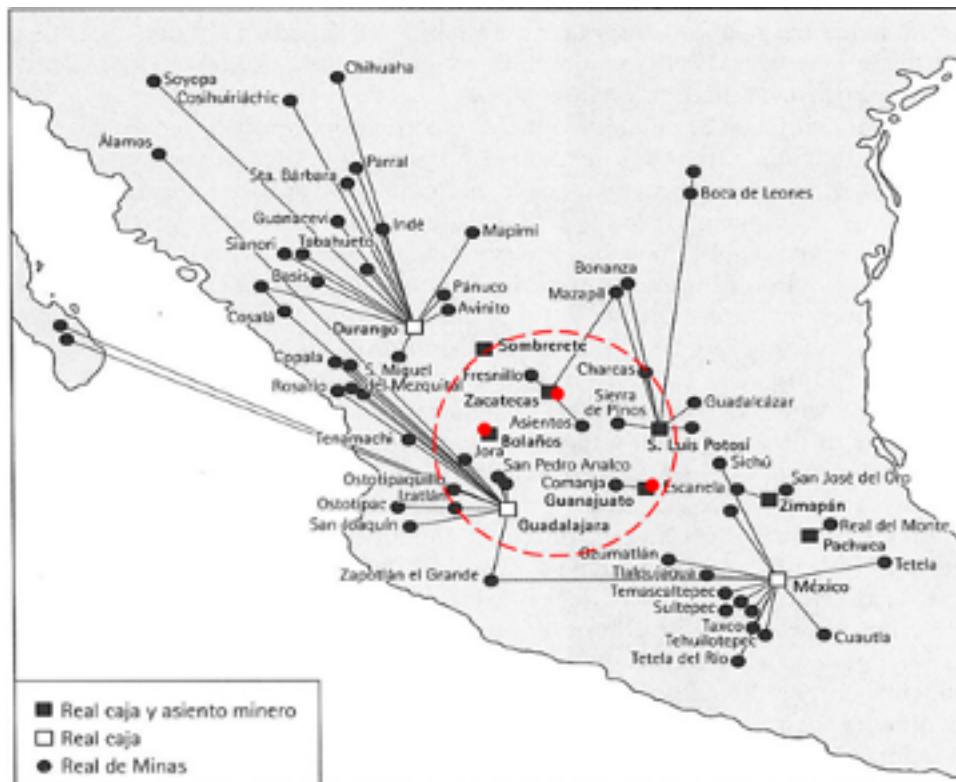 Chihuaha
Soyopa
Cosihuiriáchic
Álamos
Parral
Sta. Bárbara
Boca de Leones
Guanacevi
Indé
Mapimi
Sianori
Tabahueto
Bonanza
Basis
Mazapil
Pánuco
Avinito
Cosalá
Durango
Sombrerete
Copala
S. Miguel
del Mezquital
Fresnillo
Charcas
Rosario
Zacatecas
Sierra
de Pinos
Guadalcázar
Asientos
Tenamachi
Bolaños
S. Luis Potosí
Jora
San Pedro Analco
Sichú
Ostotipaquillo
Comanja
Escanela
San José del Oro
Ixtatlán
Guanajuato
Ostotipac
Zimapán
San Joaquín
Guadalajara
Real del Monte
Pachuca
Ozumatlán
Tetela
Zapotlán el Grande
Tlalpujagua
México
Temascaltepec
Sultepec
Taxco
Cuautla
Tehuilotepec
Tetela del Río
Real caja y asiento minero
Real caja
Real de Minas